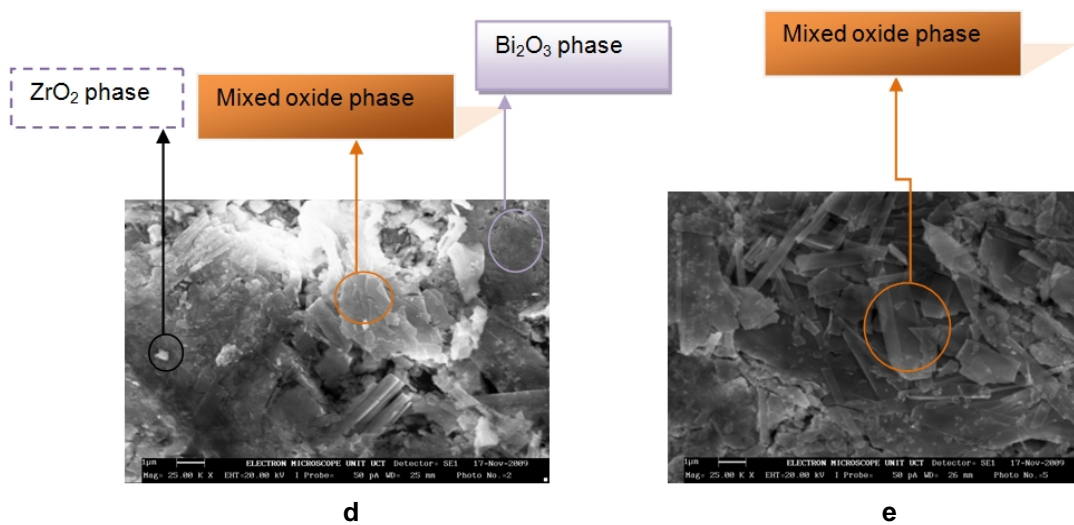 Bi₂O₃ phase
Mixed oxide phase
ZrO₂ phase
Mixed oxide phase
1µm
ELECTRON MICROSCOPE UNIT UCT Detector= SE1 17-Nov-2009
Mag= 25.00 K X EHT=20.00 kV I Probe= 50 pA WD= 25 mm Photo No.=2
1µm
ELECTRON MICROSCOPE UNIT UCT Detector= SE1 17-Nov-2009
Mag= 25.00 K X EHT=20.00 kV I Probe= 50 pA WD= 26 mm Photo No.=5
d
e